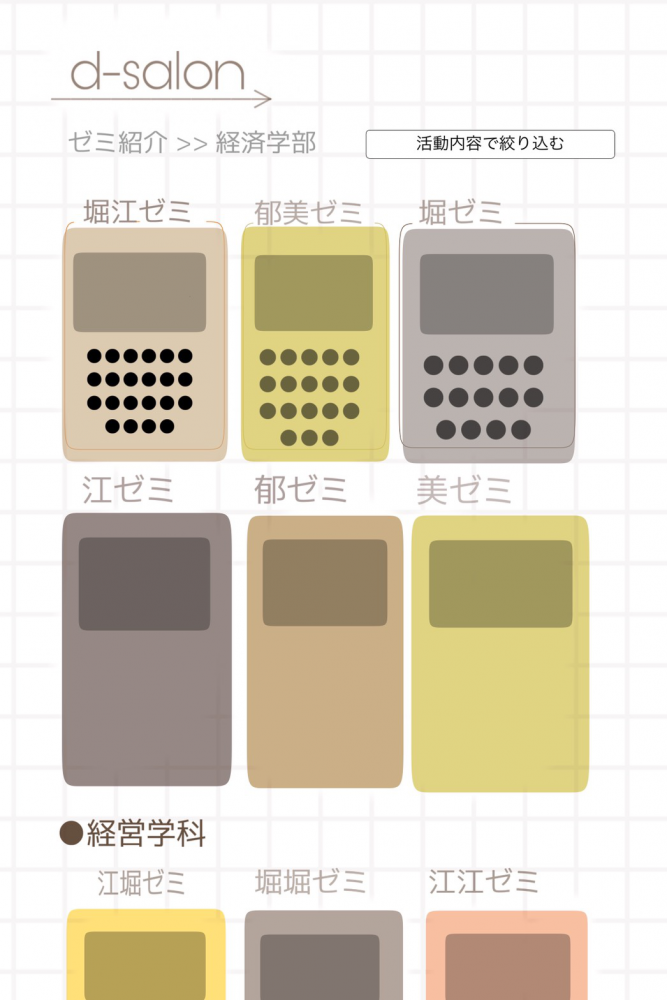 d-salon
ゼミ紹介 >> 経済学部
活動内容で絞り込む
堀江ゼミ 郁美ゼミ 堀ゼミ
江ゼミ 郁ゼミ 美ゼミ
●経営学科
江堀ゼミ 堀堀ゼミ 江江ゼミ